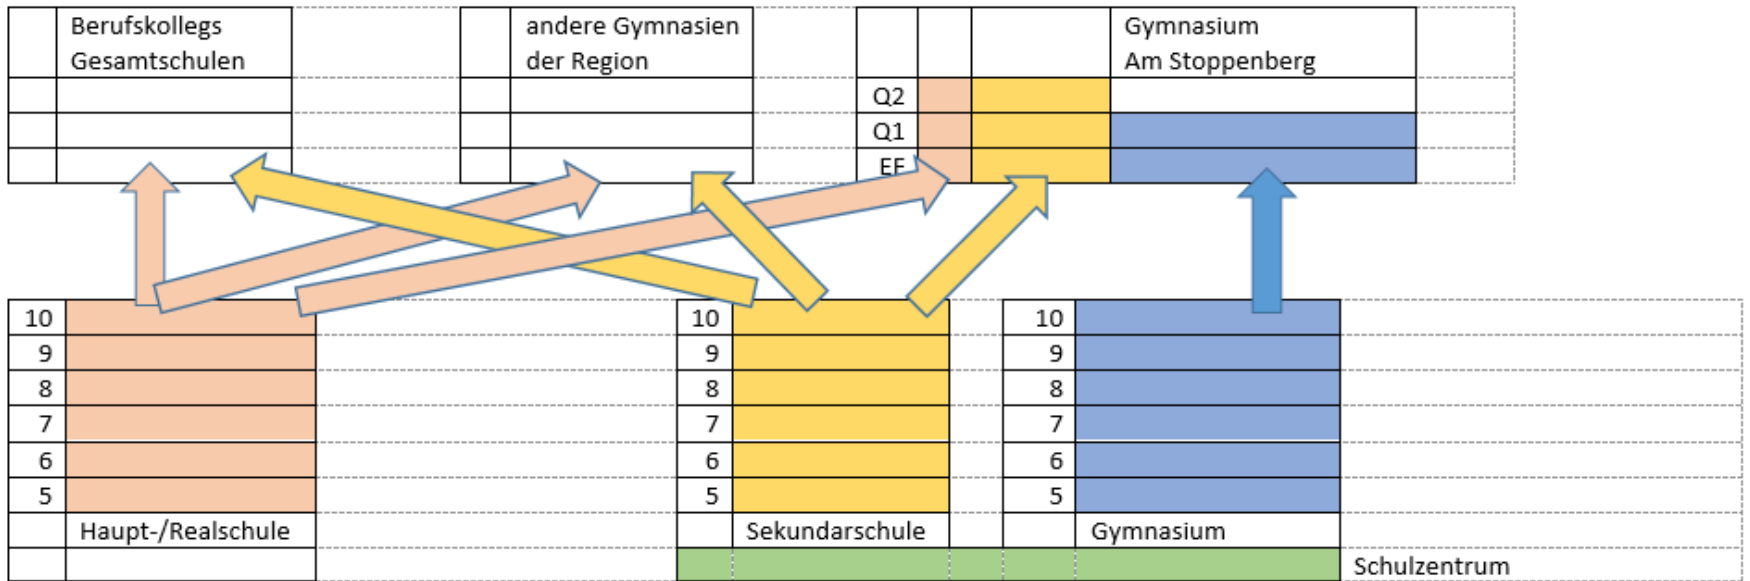 Berufskollegs
Gesamtschulen
andere Gymnasien
der Region
Gymnasium
Am Stoppenberg
Q2
Q1
EF
10
9
8
7
6
5
Haupt-/Realschule
10
9
8
7
6
5
Sekundarschule
10
9
8
7
6
5
Gymnasium
Schulzentrum